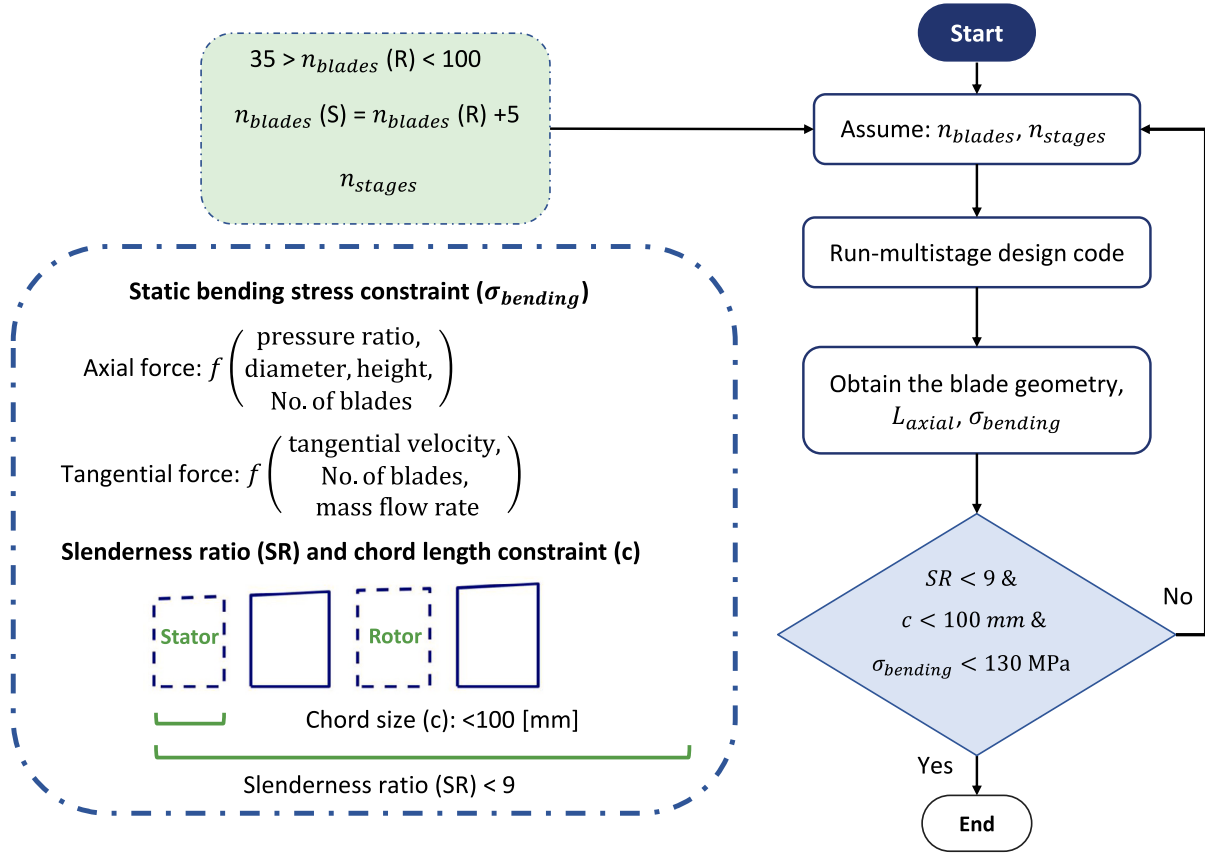 35 > n_blades (R) < 100
n_blades (S) = n_blades (R) +5
n_stages
Static bending stress constraint (σ_bending)
Axial force: f ( pressure ratio,
diameter, height,
No. of blades )
Tangential force: f ( tangential velocity,
No. of blades,
mass flow rate )
Slenderness ratio (SR) and chord length constraint (c)
Stator
Rotor
Chord size (c): <100 [mm]
Slenderness ratio (SR) < 9
Start
Assume: n_blades, n_stages
Run-multistage design code
Obtain the blade geometry,
L_axial, σ_bending
SR < 9 &
c < 100 mm &
σ_bending < 130 MPa
No
Yes
End